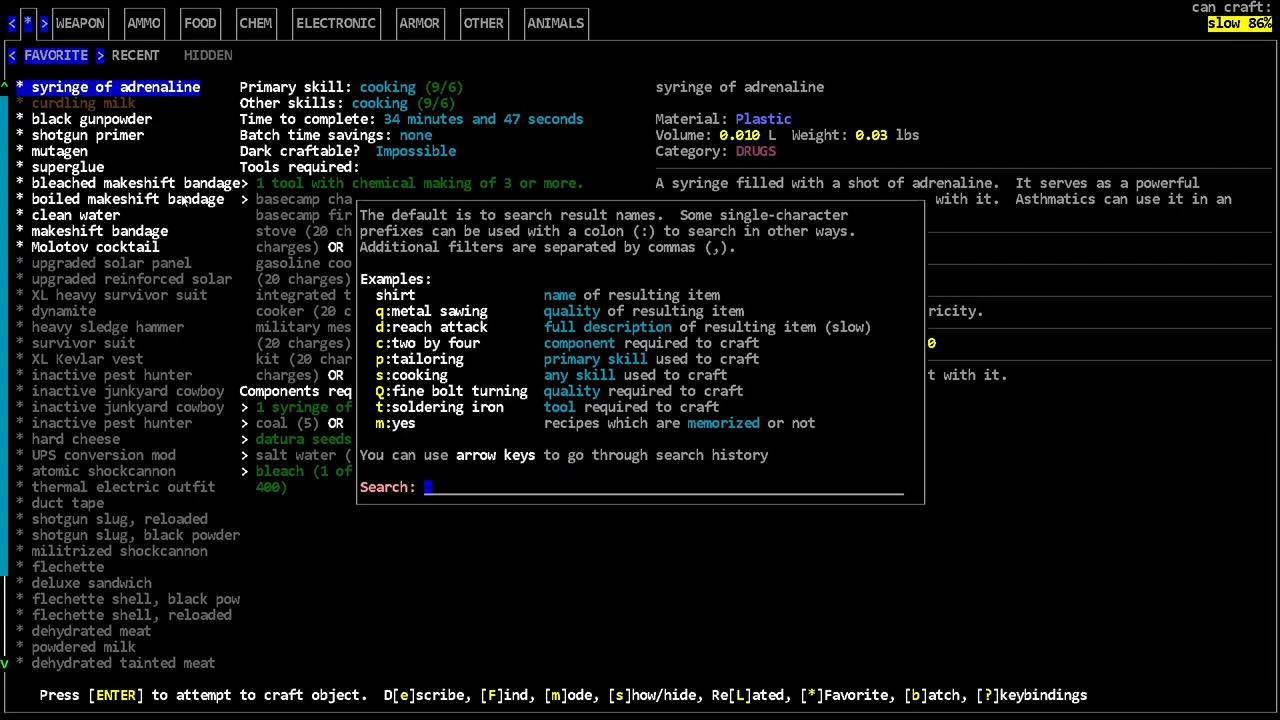 can craft:
< * > WEAPON AMMO FOOD CHEM ELECTRONIC ARMOR OTHER ANIMALS slow 86%
< FAVORITE > RECENT HIDDEN
^ * syringe of adrenaline Primary skill: cooking (9/6) syringe of adrenaline
* curdling milk Other skills: cooking (9/6)
* black gunpowder Time to complete: 34 minutes and 47 seconds Material: Plastic
* shotgun primer Batch time savings: none Volume: 0.010 L Weight: 0.03 lbs
* mutagen Dark craftable? Impossible Category: DRUGS
* superglue Tools required:
* bleached makeshift bandage> 1 tool with chemical making of 3 or more. A syringe filled with a shot of adrenaline. It serves as a powerful
* boiled makeshift bandage > basecamp cha with it. Asthmatics can use it in an
* clean water basecamp fir The default is to search result names. Some single-character
* makeshift bandage stove (20 ch prefixes can be used with a colon (:) to search in other ways.
* Molotov cocktail charges) OR Additional filters are separated by commas (,).
* upgraded solar panel gasoline coo
* upgraded reinforced solar (20 charges) Examples:
* XL heavy survivor suit integrated t shirt name of resulting item
* dynamite cooker (20 c q:metal sawing quality of resulting item ricity.
* heavy sledge hammer military mes d:reach attack full description of resulting item (slow)
* survivor suit kit (20 char c:two by four component required to craft 0
* XL Kevlar vest kit (20 char p:tailoring primary skill used to craft
* inactive pest hunter charges) OR s:cooking any skill used to craft t with it.
* inactive junkyard cowboy Components req Q:fine bolt turning quality required to craft
* inactive junkyard cowboy > 1 syringe of t:soldering iron tool required to craft
* inactive pest hunter > coal (5) OR m:yes recipes which are memorized or not
* hard cheese > datura seeds
* UPS conversion mod > salt water ( You can use arrow keys to go through search history
* atomic shockcannon > bleach (1 of
* thermal electric outfit 400) Search:
* duct tape
* shotgun slug, reloaded
* shotgun slug, black powder
* militrized shockcannon
* flechette
* deluxe sandwich
* flechette shell, black pow
* flechette shell, reloaded
* dehydrated meat
* powdered milk
v * dehydrated tainted meat
Press [ENTER] to attempt to craft object. D[e]scribe, [F]ind, [m]ode, [s]how/hide, Re[L]ated, [*]Favorite, [b]atch, [?]keybindings